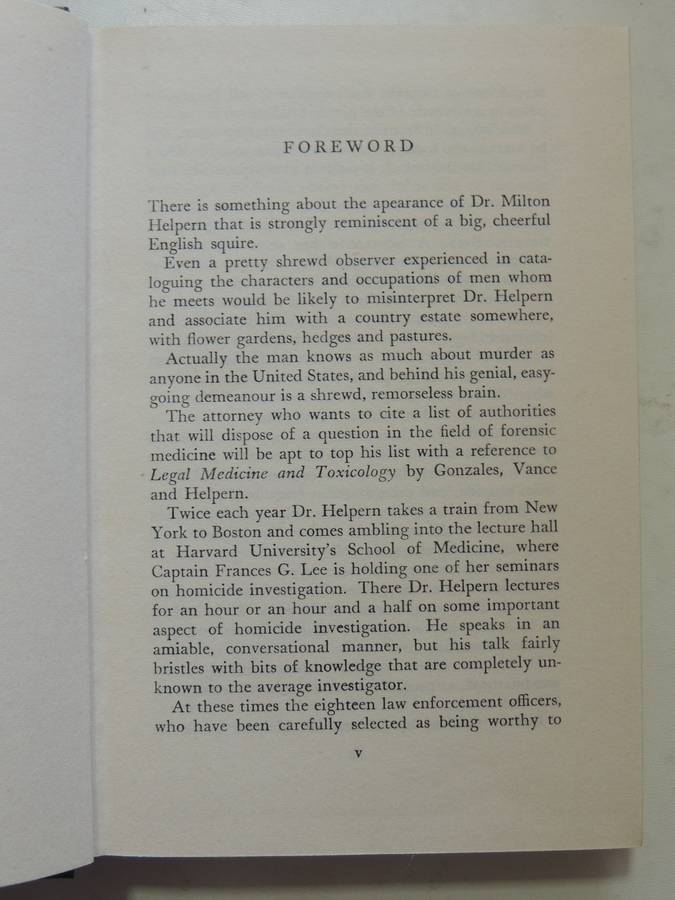 FOREWORD
There is something about the apearance of Dr. Milton
Helpern that is strongly reminiscent of a big, cheerful
English squire.
Even a pretty shrewd observer experienced in cata-
loguing the characters and occupations of men whom
he meets would be likely to misinterpret Dr. Helpern
and associate him with a country estate somewhere,
with flower gardens, hedges and pastures.
Actually the man knows as much about murder as
anyone in the United States, and behind his genial, easy-
going demeanour is a shrewd, remorseless brain.
The attorney who wants to cite a list of authorities
that will dispose of a question in the field of forensic
medicine will be apt to top his list with a reference to
Legal Medicine and Toxicology by Gonzales, Vance
and Helpern.
Twice each year Dr. Helpern takes a train from New
York to Boston and comes ambling into the lecture hall
at Harvard University's School of Medicine, where
Captain Frances G. Lee is holding one of her seminars
on homicide investigation. There Dr. Helpern lectures
for an hour or an hour and a half on some important
aspect of homicide investigation. He speaks in an
amiable, conversational manner, but his talk fairly
bristles with bits of knowledge that are completely un-
known to the average investigator.
At these times the eighteen law enforcement officers,
who have been carefully selected as being worthy to
v